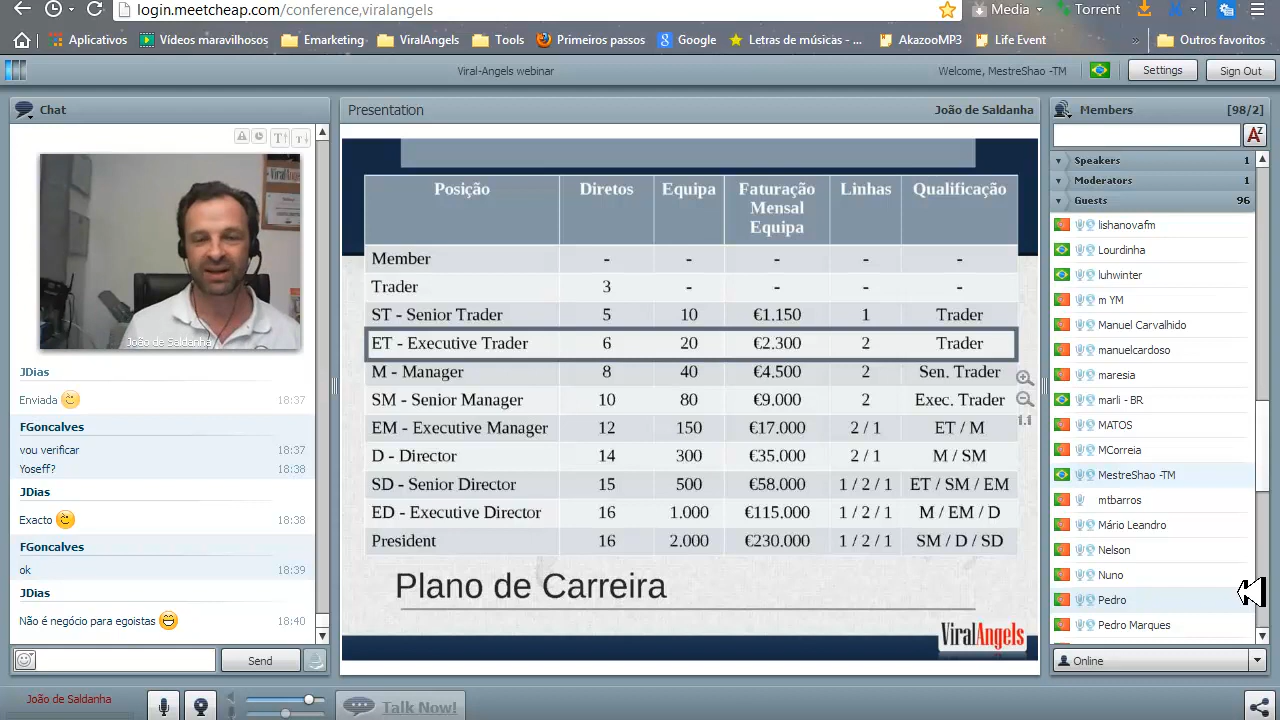 login.meetcheap.com/conference,viralangels
Media
Torrent
Aplicativos
Vídeos maravilhosos
Emarketing
ViralAngels
Tools
Primeiros passos
Google
Letras de músicas - ...
AkazooMP3
Life Event
»
Outros favoritos
Viral-Angels webinar
Welcome, MestreShao -TM
Settings
Sign Out
Chat
João de Saldanha
JDias
Enviada 18:37
FGoncalves
vou verificar 18:37
Yoseff? 18:38
JDias
Exacto 18:38
FGoncalves
ok 18:39
JDias
Não é negócio para egoistas 18:40
Send
João de Saldanha
Talk Now!
Presentation João de Saldanha
Posição Diretos Equipa Faturação Mensal Equipa Linhas Qualificação
Member - - - - -
Trader 3 - - - -
ST - Senior Trader 5 10 €1.150 1 Trader
ET - Executive Trader 6 20 €2.300 2 Trader
M - Manager 8 40 €4.500 2 Sen. Trader
SM - Senior Manager 10 80 €9.000 2 Exec. Trader
EM - Executive Manager 12 150 €17.000 2 / 1 ET / M
D - Director 14 300 €35.000 2 / 1 M / SM
SD - Senior Director 15 500 €58.000 1 / 2 / 1 ET / SM / EM
ED - Executive Director 16 1.000 €115.000 1 / 2 / 1 M / EM / D
President 16 2.000 €230.000 1 / 2 / 1 SM / D / SD
Plano de Carreira
ViralAngels
1.1
Members [98/2]
AZ
Speakers 1
Moderators 1
Guests 96
lishanovafm
Lourdinha
luhwinter
m YM
Manuel Carvalhido
manuelcardoso
maresia
marli - BR
MATOS
MCorreia
MestreShao -TM
mtbarros
Mário Leandro
Nelson
Nuno
Pedro
Pedro Marques
Online